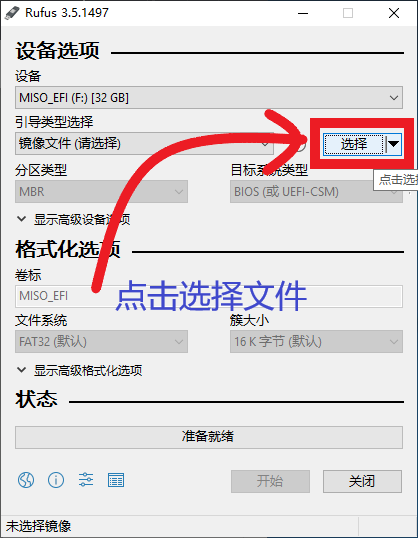 Rufus 3.5.1497
设备选项
设备
MISO_EFI (F:) [32 GB]
引导类型选择
镜像文件 (请选择)
选择
分区类型
目标系统类型
点击选
MBR
BIOS (或 UEFI-CSM)
显示高级设备选项
格式化选项
卷标
MISO_EFI
点击选择文件
文件系统
簇大小
FAT32 (默认)
16 K 字节 (默认)
显示高级格式化选项
状态
准备就绪
开始
关闭
未选择镜像